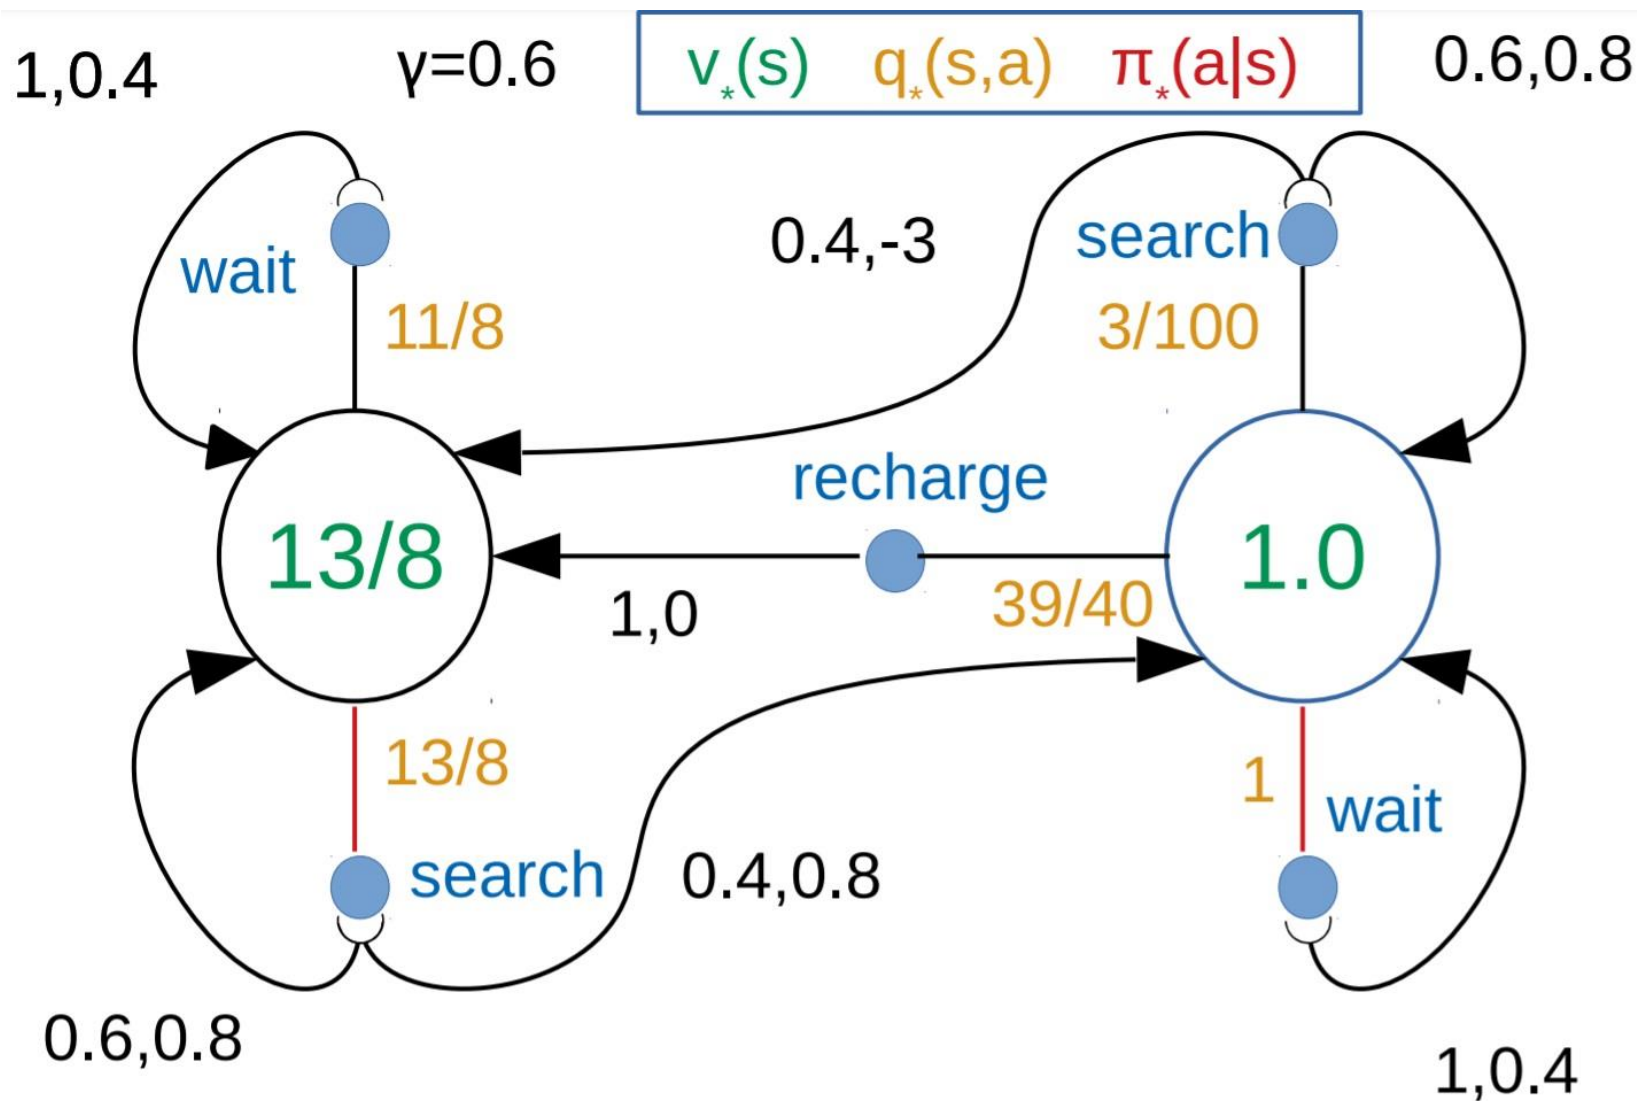 1,0.4
γ=0.6
v*(s) q*(s,a) π*(a|s)
0.6,0.8
0.4,-3
search
wait
11/8
3/100
recharge
13/8
1.0
1,0
39/40
13/8
1
wait
search
0.4,0.8
0.6,0.8
1,0.4